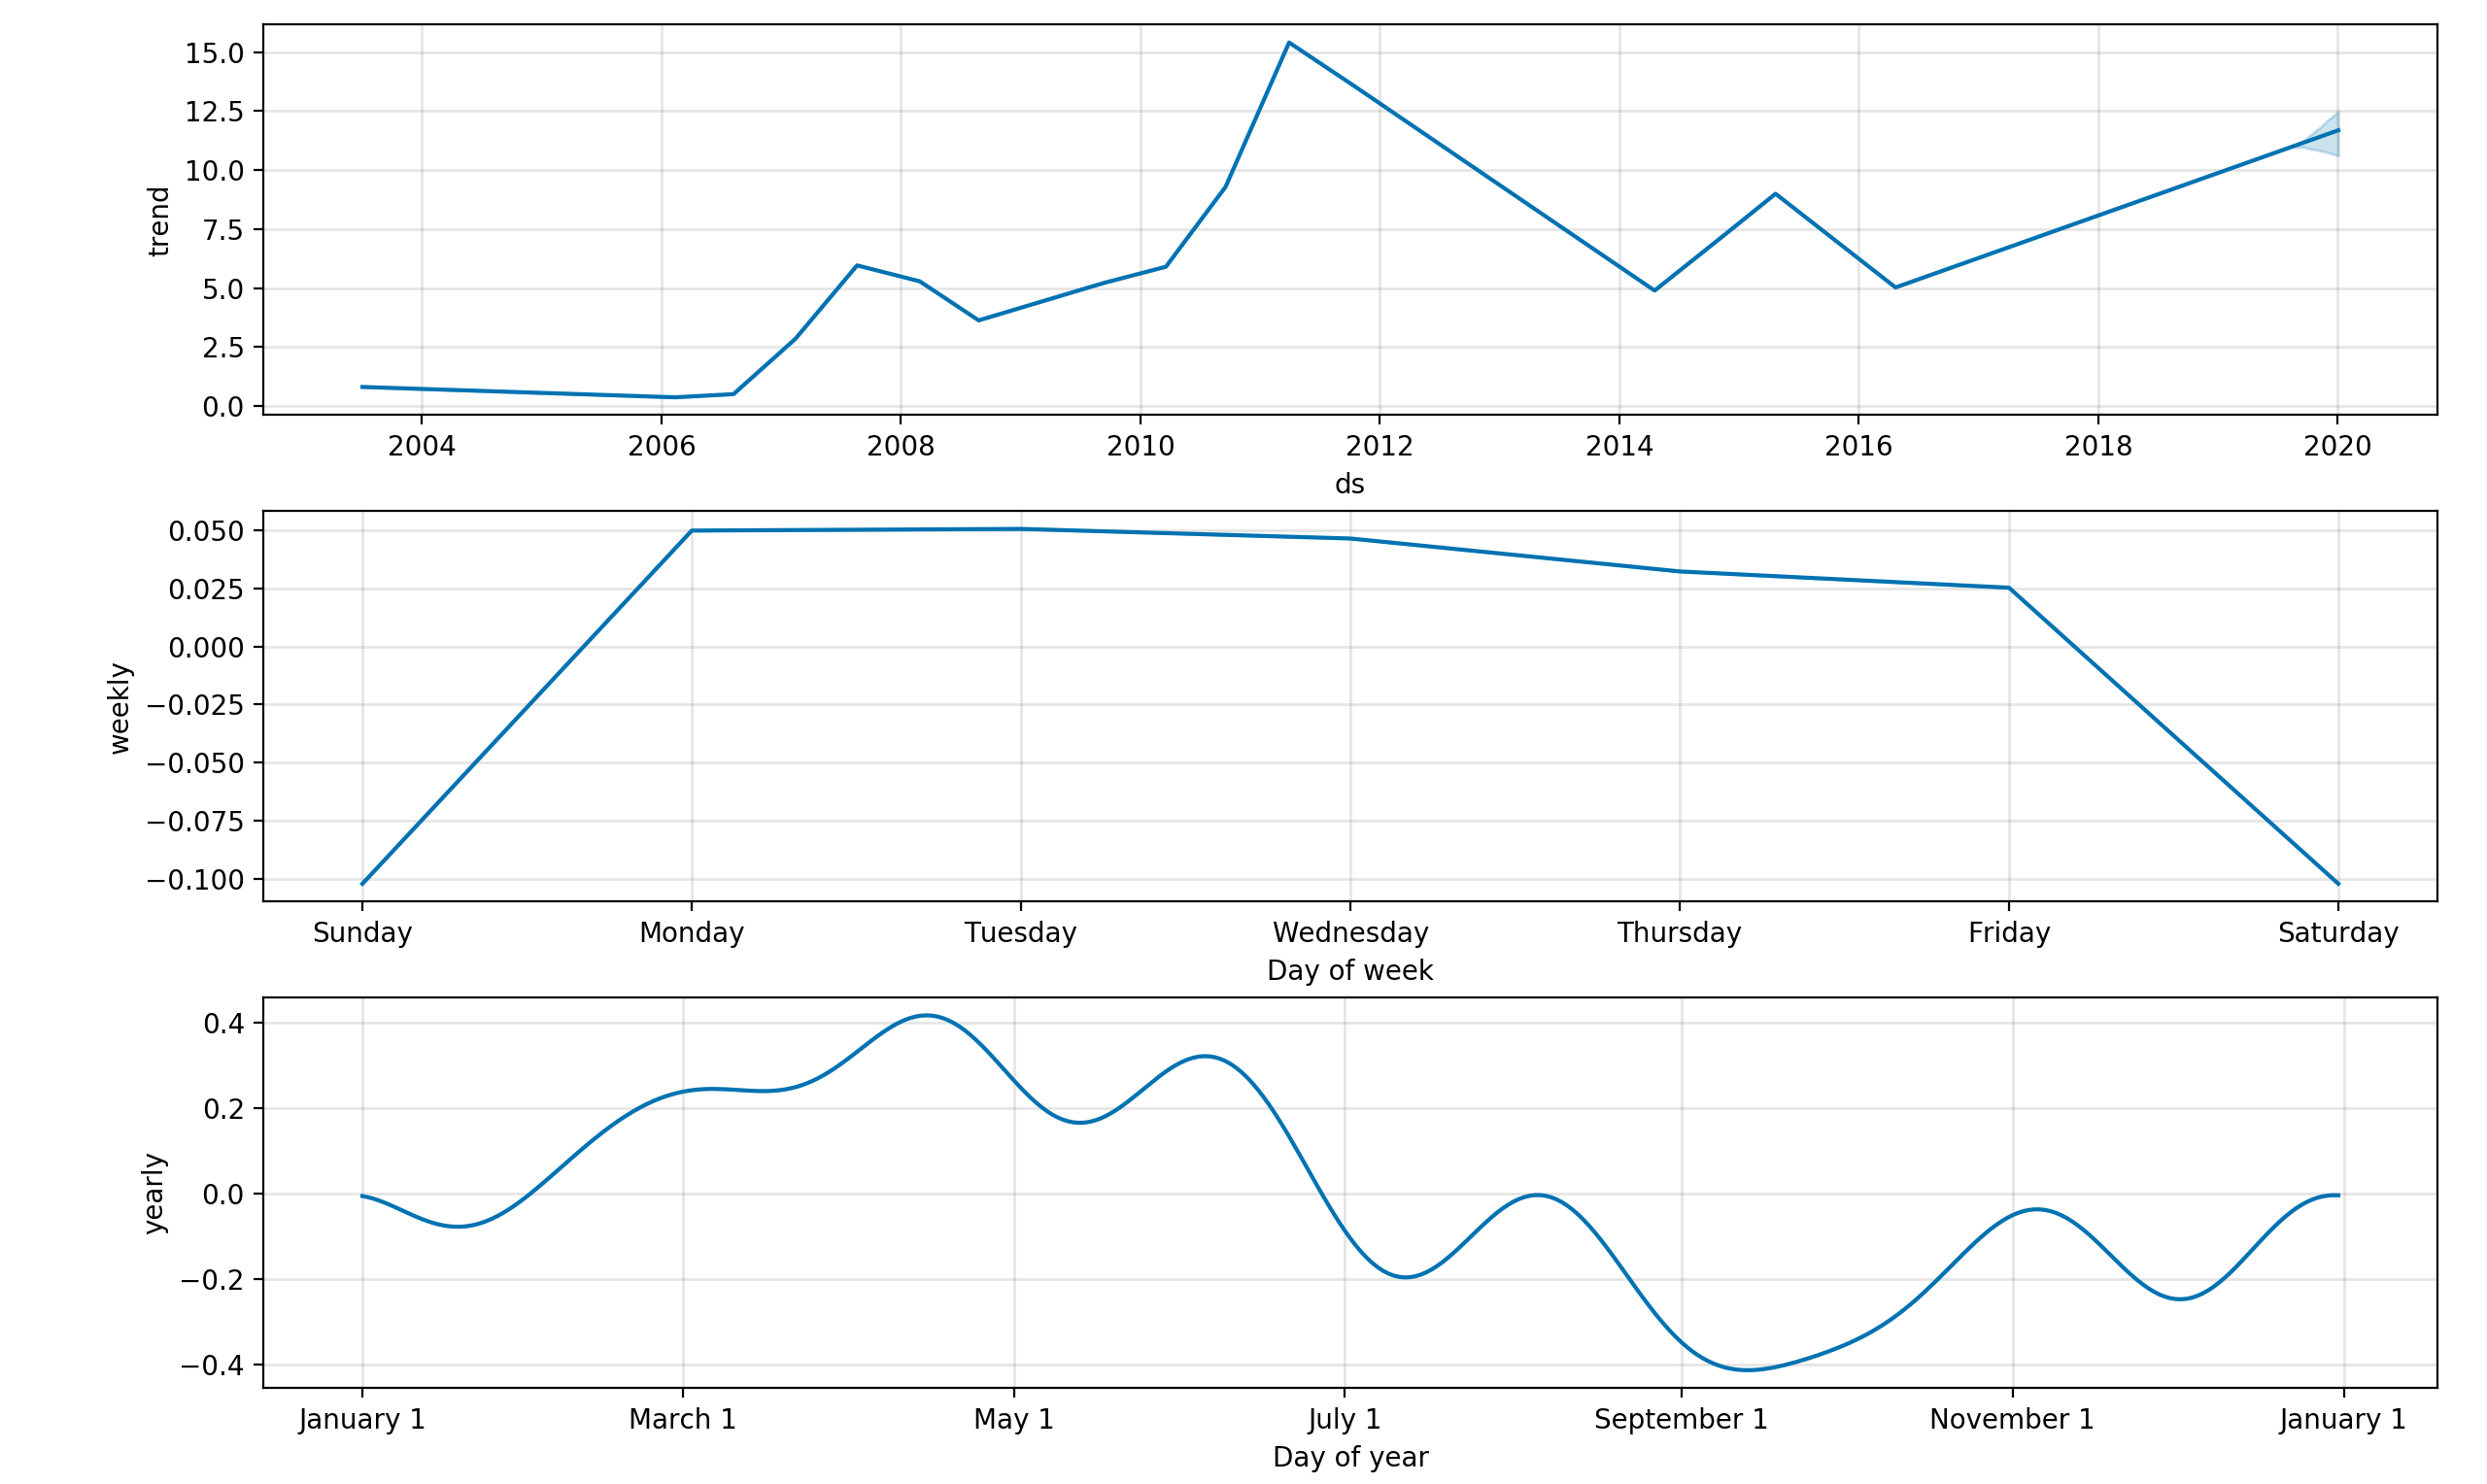 15.0
12.5
10.0
7.5
5.0
2.5
0.0
trend
2004 2006 2008 2010 2012 2014 2016 2018 2020
ds
0.050
0.025
0.000
−0.025
−0.050
−0.075
−0.100
weekly
Sunday Monday Tuesday Wednesday Thursday Friday Saturday
Day of week
0.4
0.2
0.0
−0.2
−0.4
yearly
January 1 March 1 May 1 July 1 September 1 November 1 January 1
Day of year